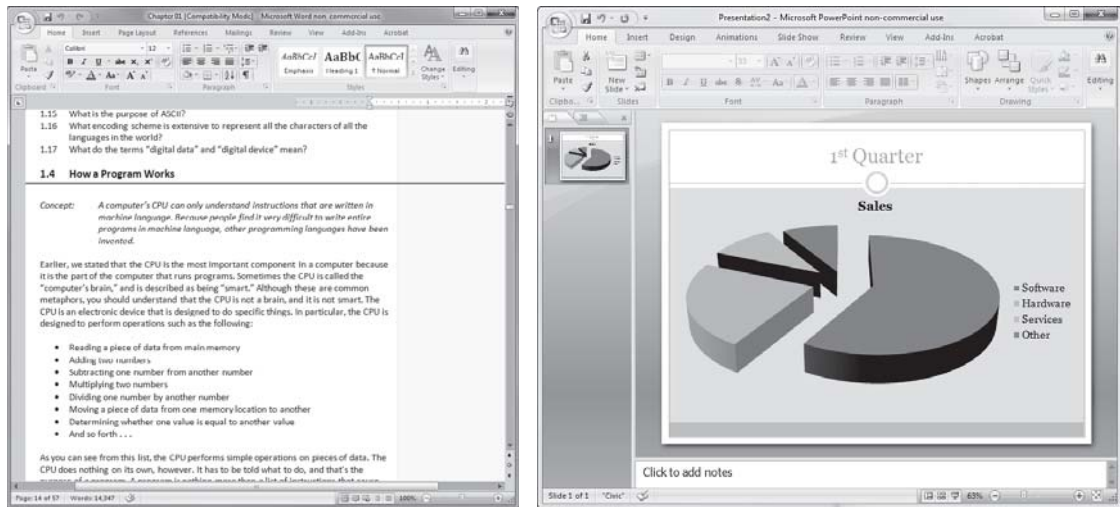 Chapter 01 [Compatibility Mode] - Microsoft Word non-commercial use
Home Insert Page Layout References Mailings Review View Add-Ins Acrobat
Calibri 12
Paste
AaBbCcI AaBbC AaBbCcI
Emphasis Heading 1 ¶ Normal
Change Styles Editing
Clipboard Font Paragraph Styles
1.15 What is the purpose of ASCII?
1.16 What encoding scheme is extensive to represent all the characters of all the
languages in the world?
1.17 What do the terms “digital data” and “digital device” mean?
1.4 How a Program Works
Concept: A computer’s CPU can only understand instructions that are written in
machine language. Because people find it very difficult to write entire
programs in machine language, other programming languages have been
invented.
Earlier, we stated that the CPU is the most important component in a computer because
it is the part of the computer that runs programs. Sometimes the CPU is called the
“computer’s brain,” and is described as being “smart.” Although these are common
metaphors, you should understand that the CPU is not a brain, and it is not smart. The
CPU is an electronic device that is designed to do specific things. In particular, the CPU is
designed to perform operations such as the following:
• Reading a piece of data from main memory
• Adding two numbers
• Subtracting one number from another number
• Multiplying two numbers
• Dividing one number by another number
• Moving a piece of data from one memory location to another
• Determining whether one value is equal to another value
• And so forth . . .
As you can see from this list, the CPU performs simple operations on pieces of data. The
CPU does nothing on its own, however. It has to be told what to do, and that’s the
purpose of a program. A program is nothing more than a list of instructions that cause
Page: 14 of 57 Words: 14,347 100%
Presentation2 - Microsoft PowerPoint non-commercial use
Home Insert Design Animations Slide Show Review View Add-Ins Acrobat
Paste New Slide Shapes Arrange Quick Styles Editing
Clipbo... Slides Font Paragraph Drawing
1st Quarter
Sales
Software
Hardware
Services
Other
Click to add notes
Slide 1 of 1 "Civic" 63%